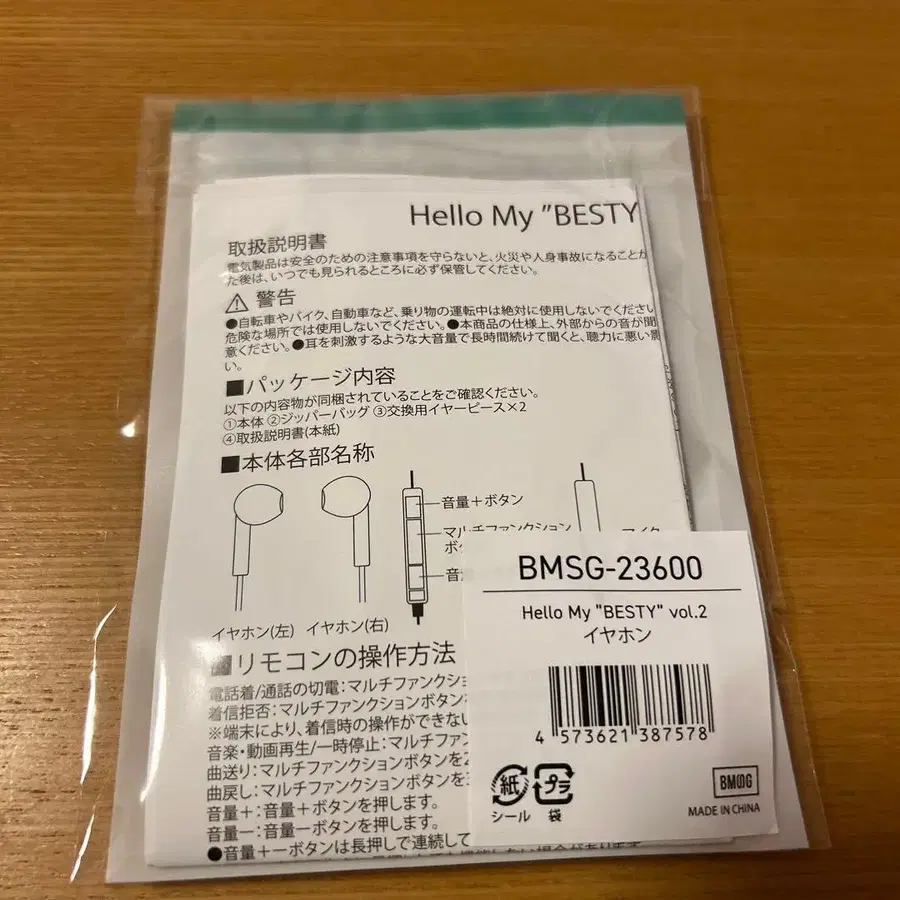 Hello My ”BESTY
取扱説明書
電気製品は安全のための注意事項を守らないと、火災や人身事故になることが
た後は、いつでも見られるところに必ず保管してください。
警告
●自転車やバイク、自動車など、乗り物の運転中は絶対に使用しないでください
危険な場所では使用しないでください。●本商品の仕様上、外部からの音が聞
意ください。●耳を刺激するような大音量で長時間続けて聞くと、聴力に悪い影
い。
■パッケージ内容
以下の内容物が同梱されていることをご確認ください。
①本体 ②ジッパーバッグ ③交換用イヤーピース×2
④取扱説明書(本紙)
■本体各部名称
音量＋ボタン
マルチファンクション
ボ
マイク
音
イヤホン(左) イヤホン(右)
■リモコンの操作方法
電話着/通話の切電：マルチファンクショ
着信拒否：マルチファンクションボタン
※端末により、着信時の操作ができない
音楽・動画再生/一時停止：マルチファン
曲送り：マルチファンクションボタンを2
曲戻し：マルチファンクションボタンを3
音量＋：音量＋ボタンを押します。
音量ー：音量ーボタンを押します。
●音量＋ーボタンは長押しで連続して
BMSG-23600
Hello My "BESTY" vol.2
イヤホン
4 573621 387578
紙 プラ
シール 袋
BMSG
MADE IN CHINA